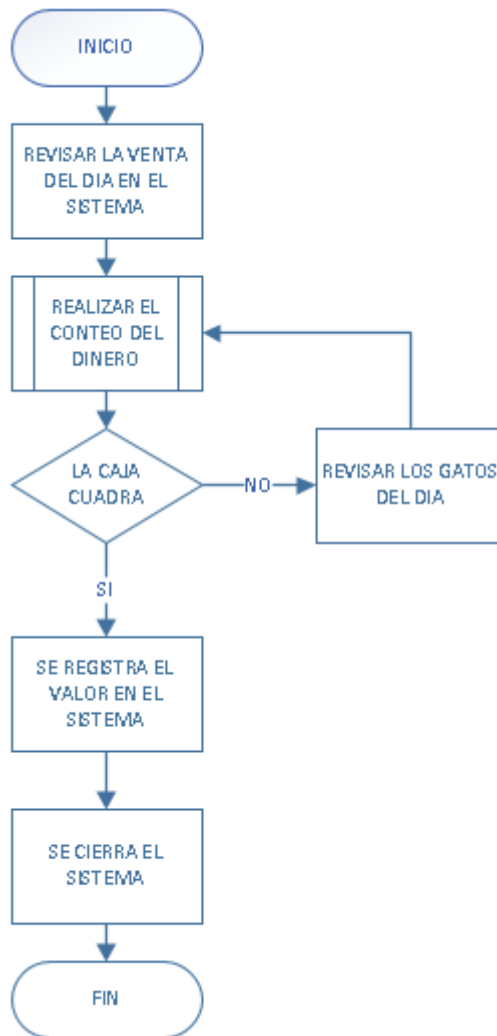 INICIO
REVISAR LA VENTA
DEL DIA EN EL
SISTEMA
REALIZAR EL
CONTEO DEL
DINERO
LA CAJA
CUADRA
NO
REVISAR LOS GATOS
DEL DIA
SI
SE REGISTRA EL
VALOR EN EL
SISTEMA
SE CIERRA EL
SISTEMA
FIN